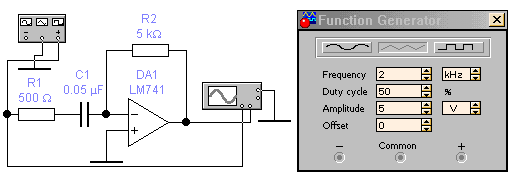 R2
5 kΩ
R1
500 Ω
C1
0.05 µF
DA1
LM741
Function Generator
Frequency 2 kHz
Duty cycle 50 %
Amplitude 5 V
Offset 0
− Common +